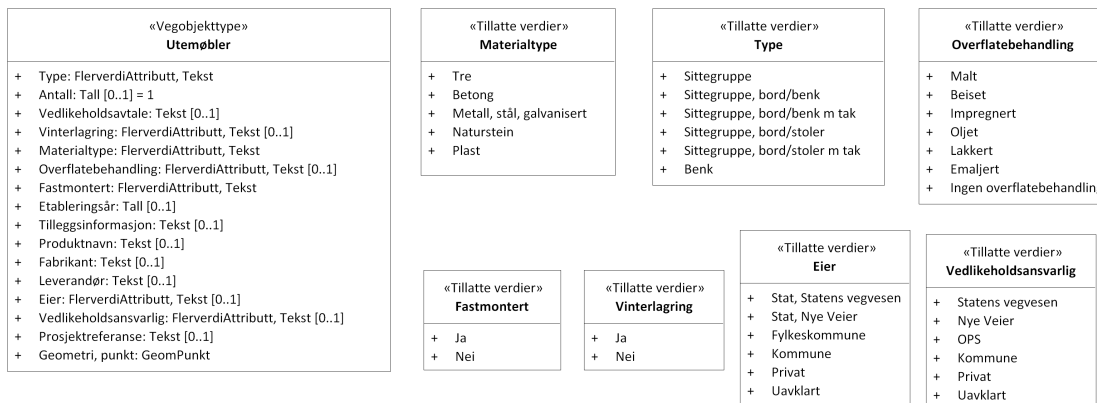 «Vegobjekttype»
Utemøbler
+ Type: FlerverdiAttributt, Tekst
+ Antall: Tall [0..1] = 1
+ Vedlikeholdsavtale: Tekst [0..1]
+ Vinterlagring: FlerverdiAttributt, Tekst [0..1]
+ Materialtype: FlerverdiAttributt, Tekst
+ Overflatebehandling: FlerverdiAttributt, Tekst [0..1]
+ Fastmontert: FlerverdiAttributt, Tekst
+ Etableringsår: Tall [0..1]
+ Tilleggsinformasjon: Tekst [0..1]
+ Produktnavn: Tekst [0..1]
+ Fabrikant: Tekst [0..1]
+ Leverandør: Tekst [0..1]
+ Eier: FlerverdiAttributt, Tekst [0..1]
+ Vedlikeholdsansvarlig: FlerverdiAttributt, Tekst [0..1]
+ Prosjektreferanse: Tekst [0..1]
+ Geometri, punkt: GeomPunkt
«Tillatte verdier»
Materialtype
+ Tre
+ Betong
+ Metall, stål, galvanisert
+ Naturstein
+ Plast
«Tillatte verdier»
Type
+ Sittegruppe
+ Sittegruppe, bord/benk
+ Sittegruppe, bord/benk m tak
+ Sittegruppe, bord/stoler
+ Sittegruppe, bord/stoler m tak
+ Benk
«Tillatte verdier»
Overflatebehandling
+ Malt
+ Beiset
+ Impregnert
+ Oljet
+ Lakkert
+ Emaljert
+ Ingen overflatebehandlin
«Tillatte verdier»
Fastmontert
+ Ja
+ Nei
«Tillatte verdier»
Vinterlagring
+ Ja
+ Nei
«Tillatte verdier»
Eier
+ Stat, Statens vegvesen
+ Stat, Nye Veier
+ Fylkeskommune
+ Kommune
+ Privat
+ Uavklart
«Tillatte verdier»
Vedlikeholdsansvarlig
+ Statens vegvesen
+ Nye Veier
+ OPS
+ Kommune
+ Privat
+ Uavklart